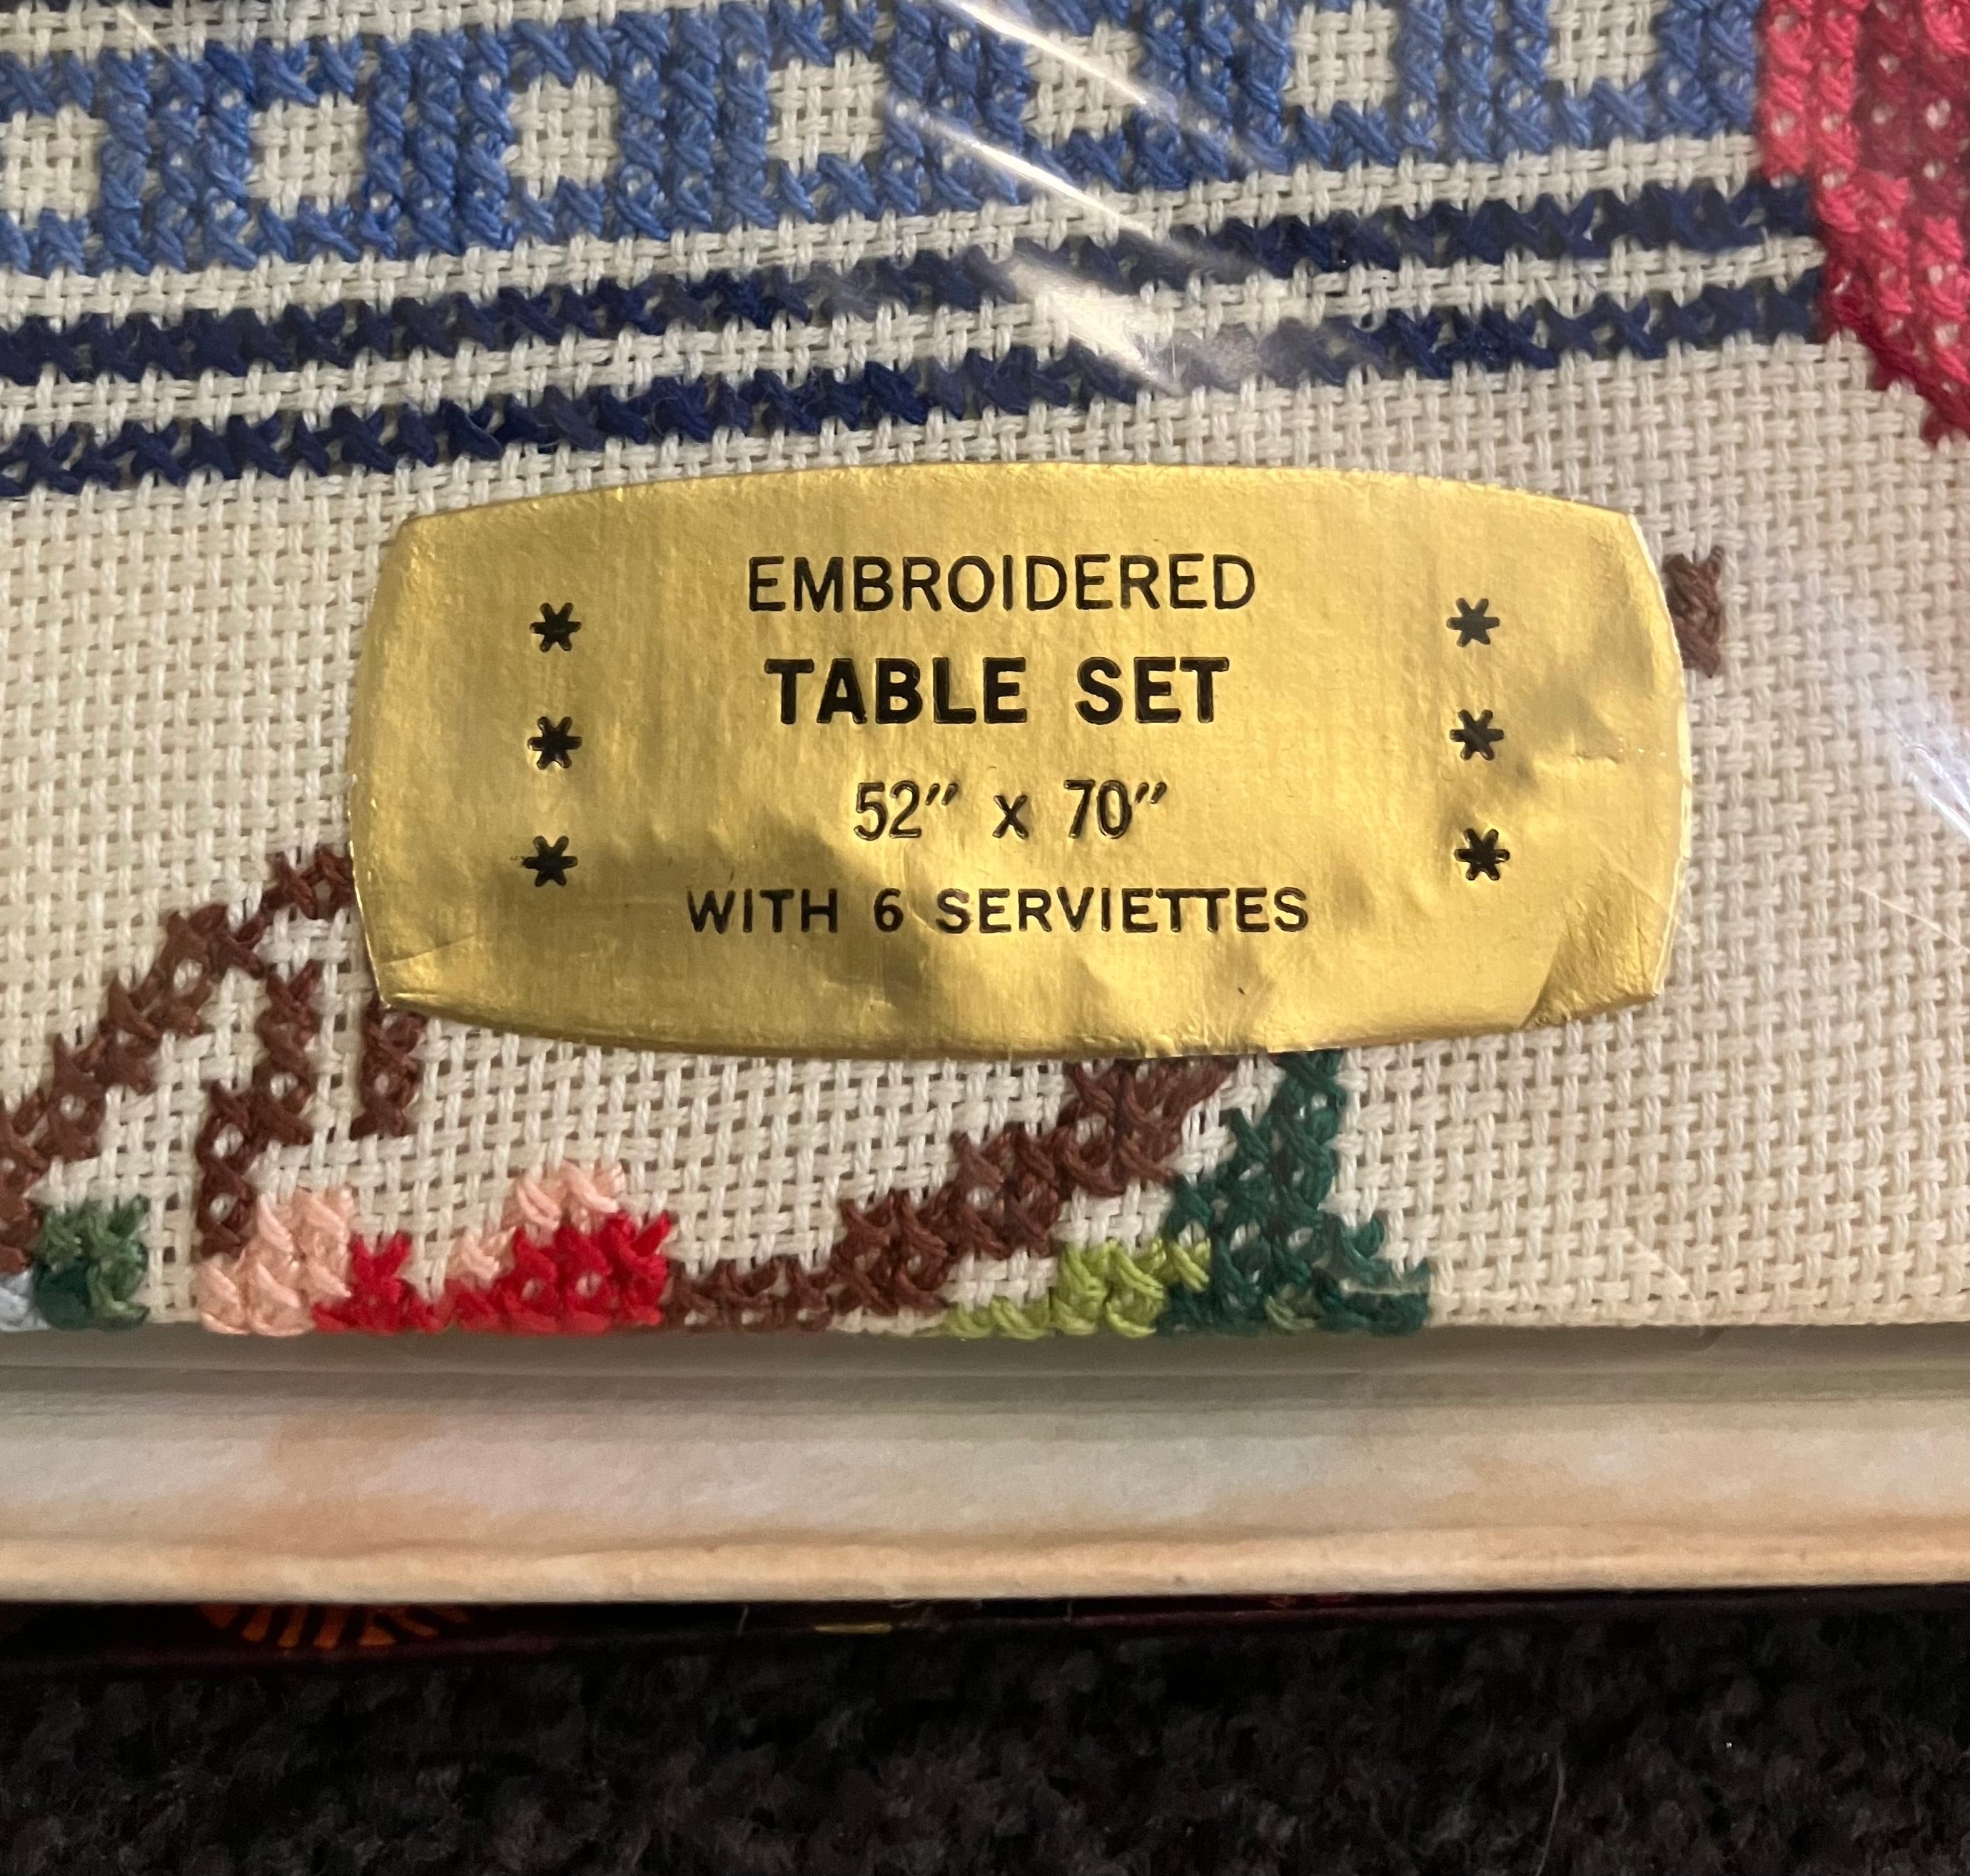 EMBROIDERED
TABLE SET
52" x 70"
WITH 6 SERVIETTES